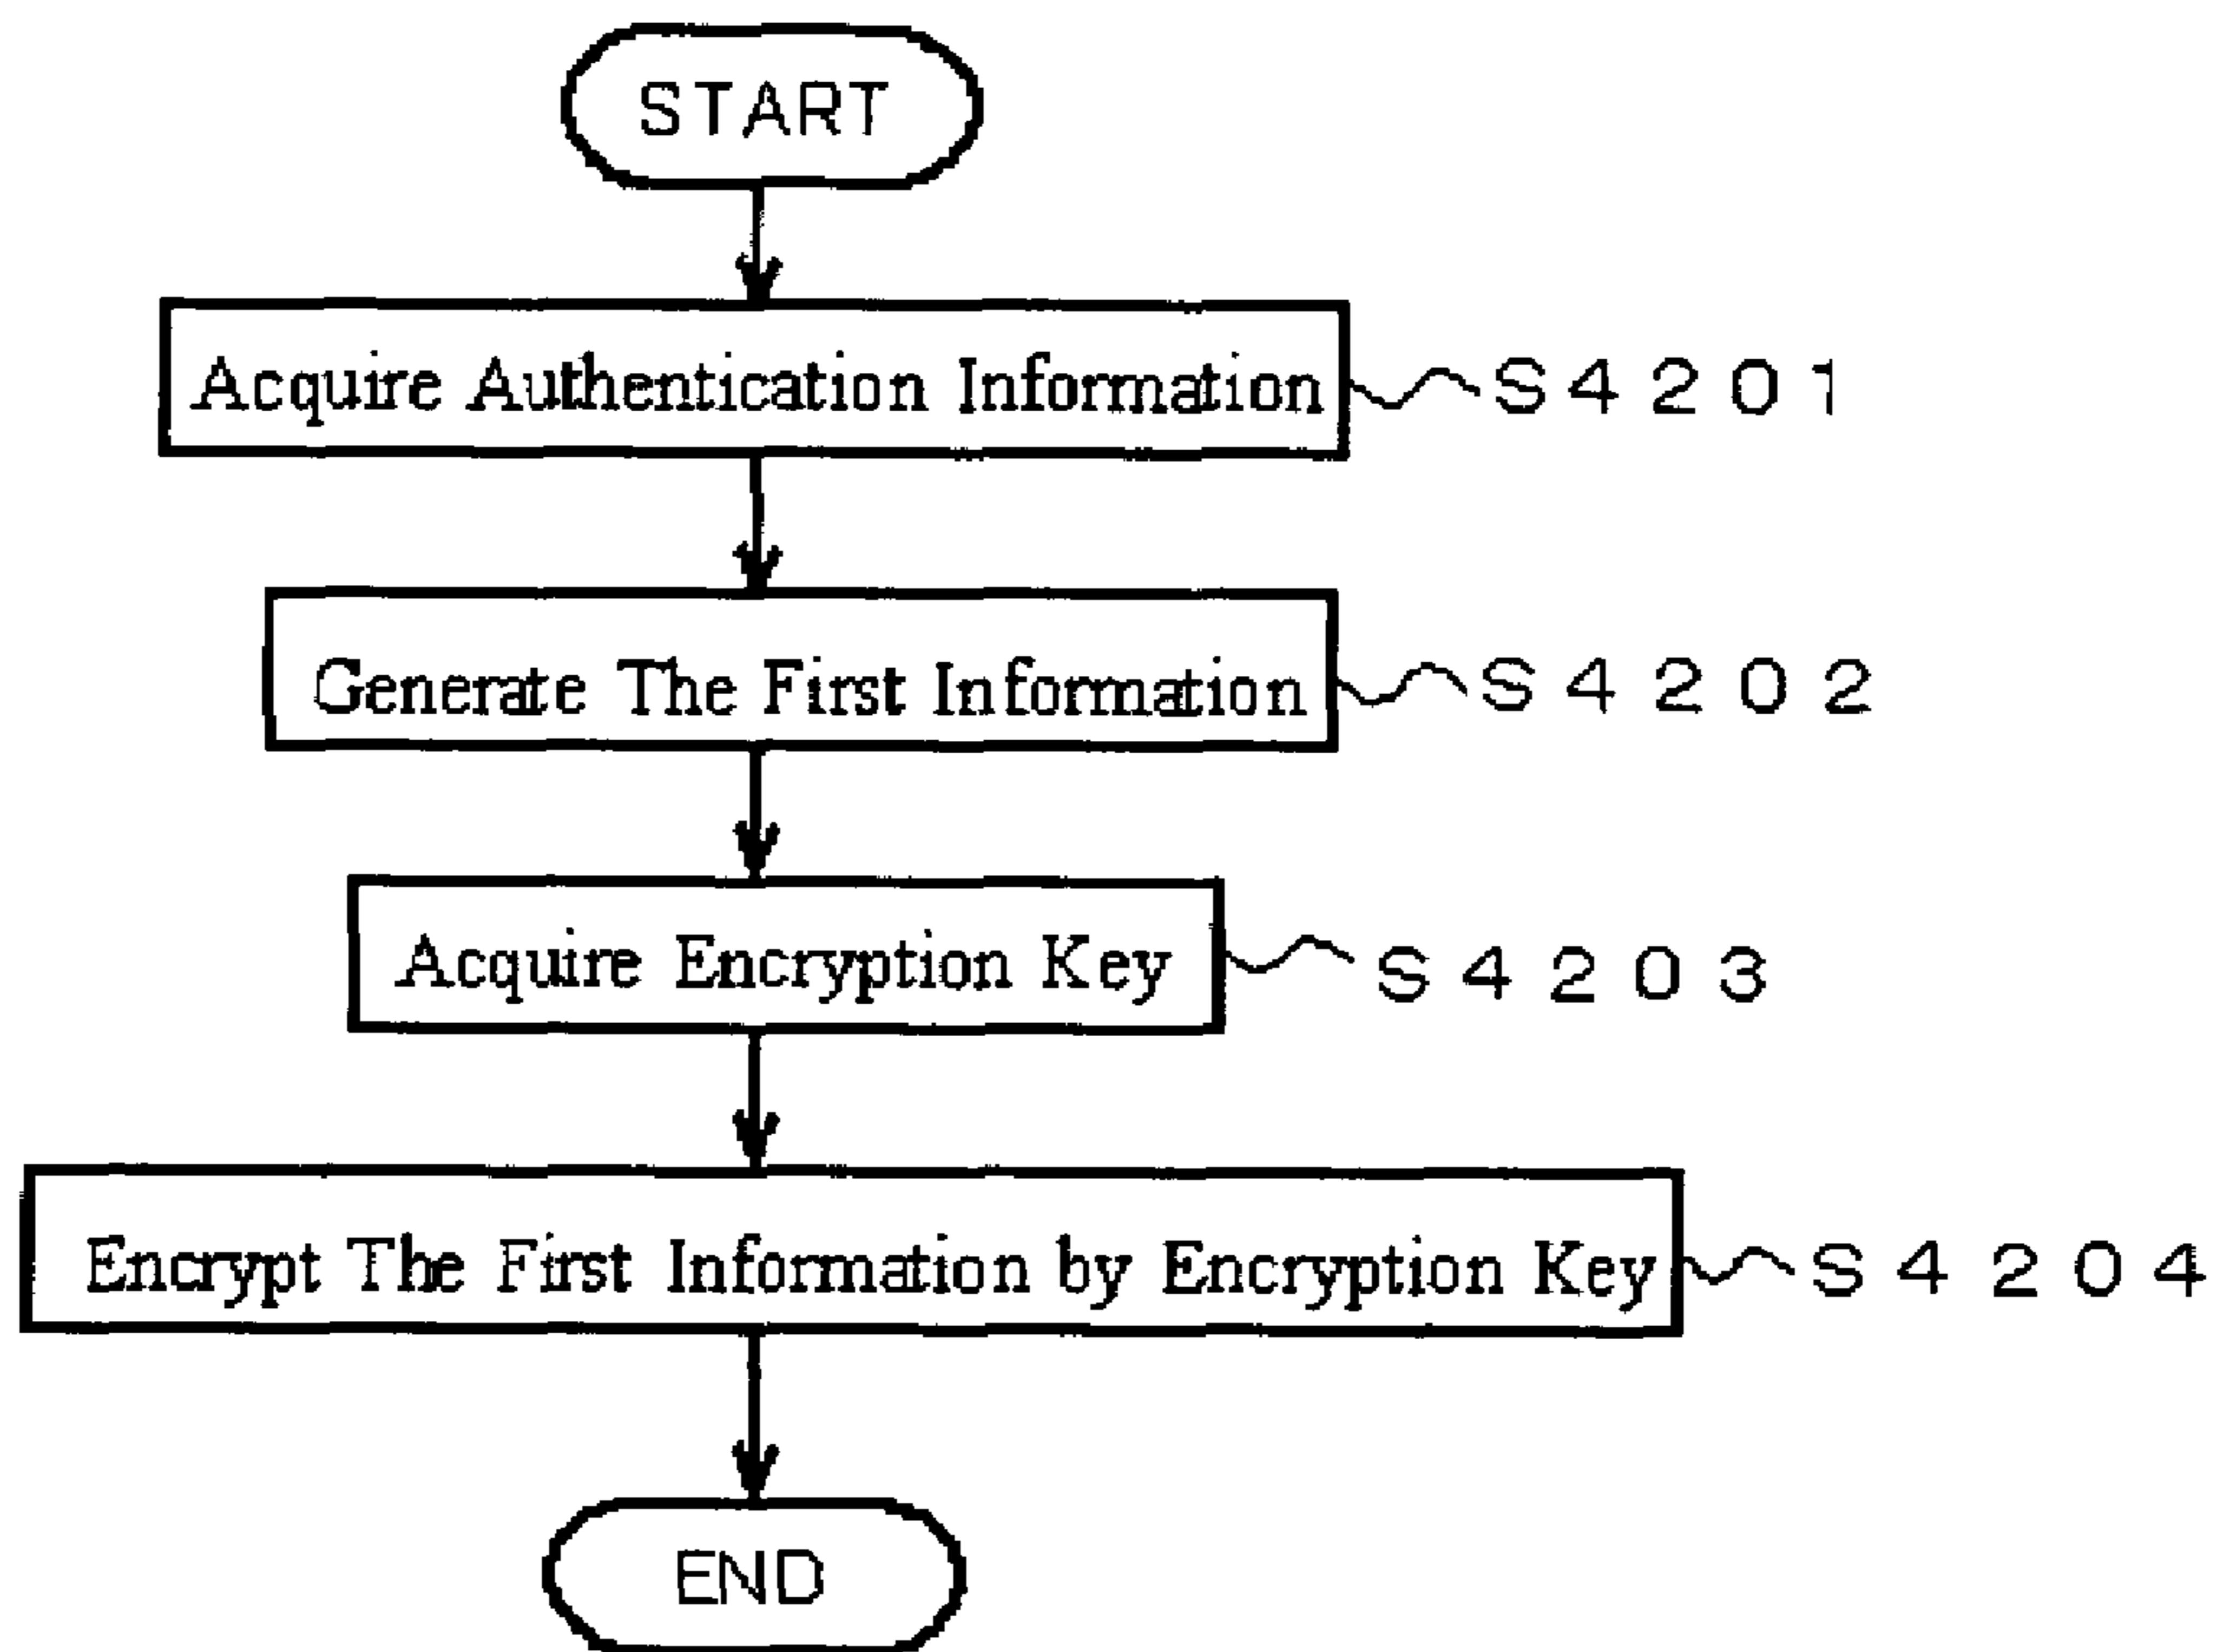 START
Acquire Authentication Information S4201
Generate The First Information S4202
Acquire Encryption Key S4203
Encrypt The First Information by Encryption Key S4204
END